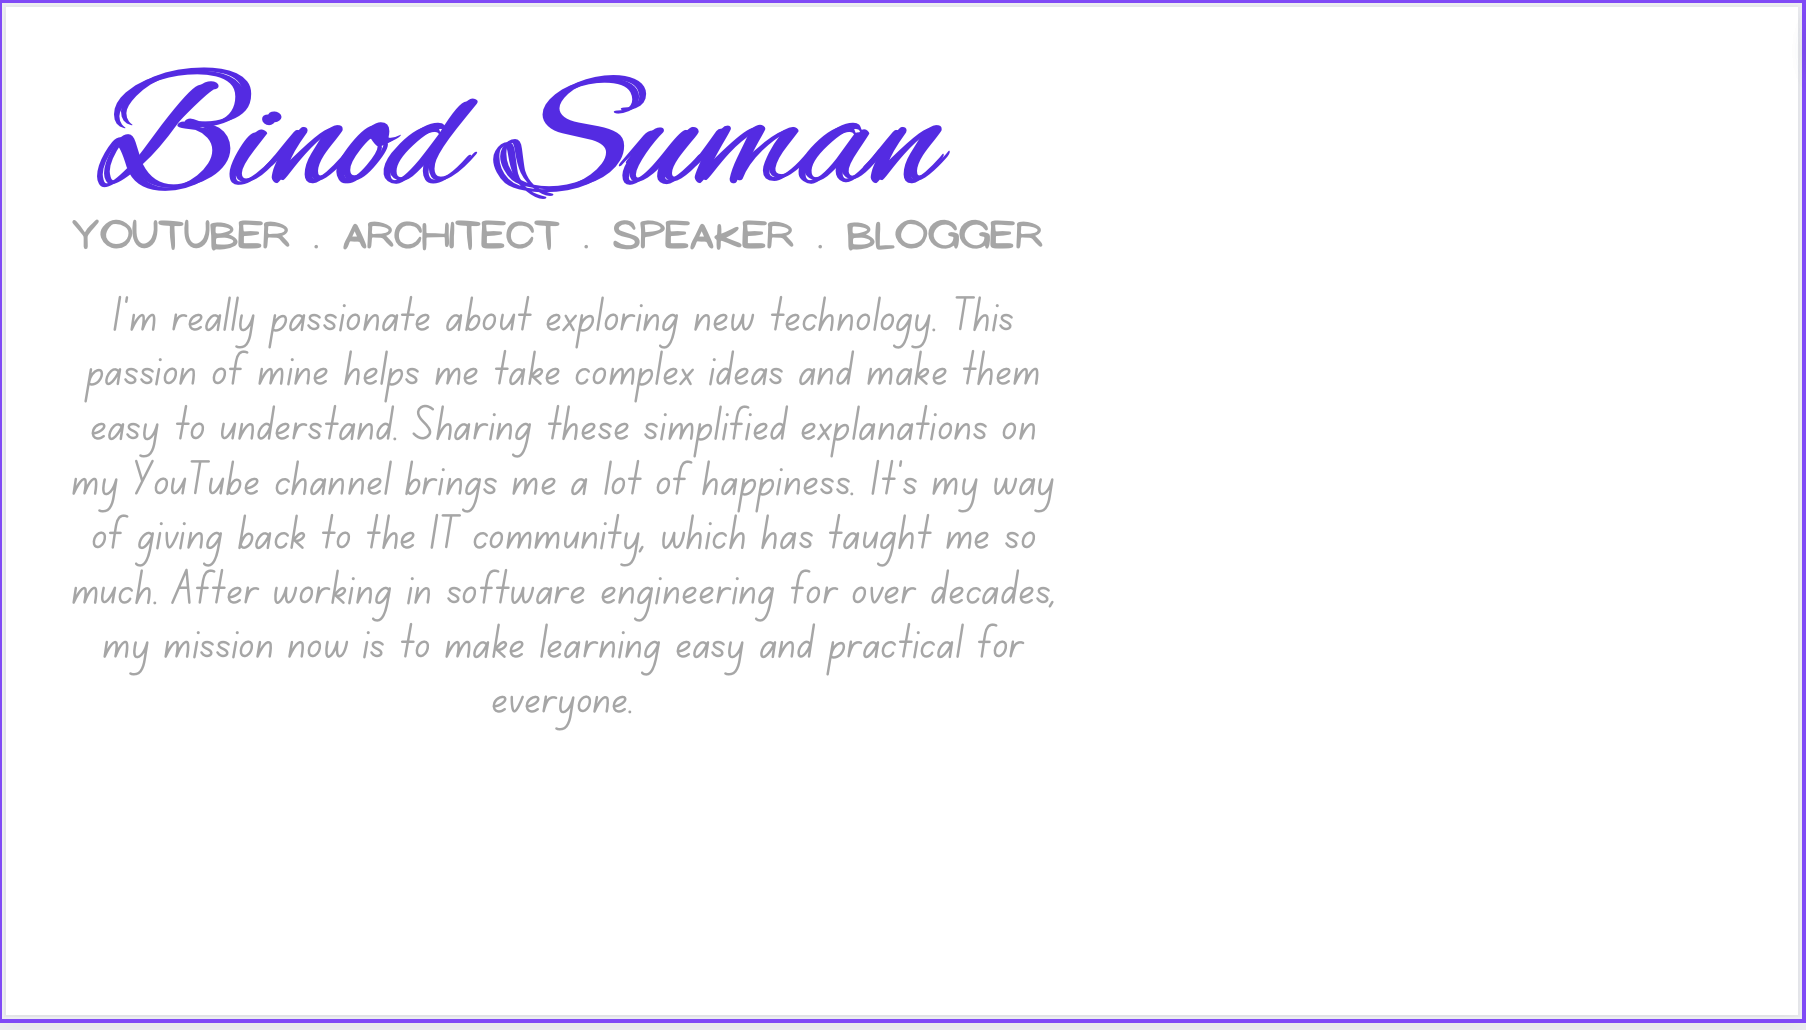 Binod Suman
YOUTUBER . ARCHITECT . SPEAKER . BLOGGER
I'm really passionate about exploring new technology. This
passion of mine helps me take complex ideas and make them
easy to understand. Sharing these simplified explanations on
my YouTube channel brings me a lot of happiness. It's my way
of giving back to the IT community, which has taught me so
much. After working in software engineering for over decades,
my mission now is to make learning easy and practical for
everyone.